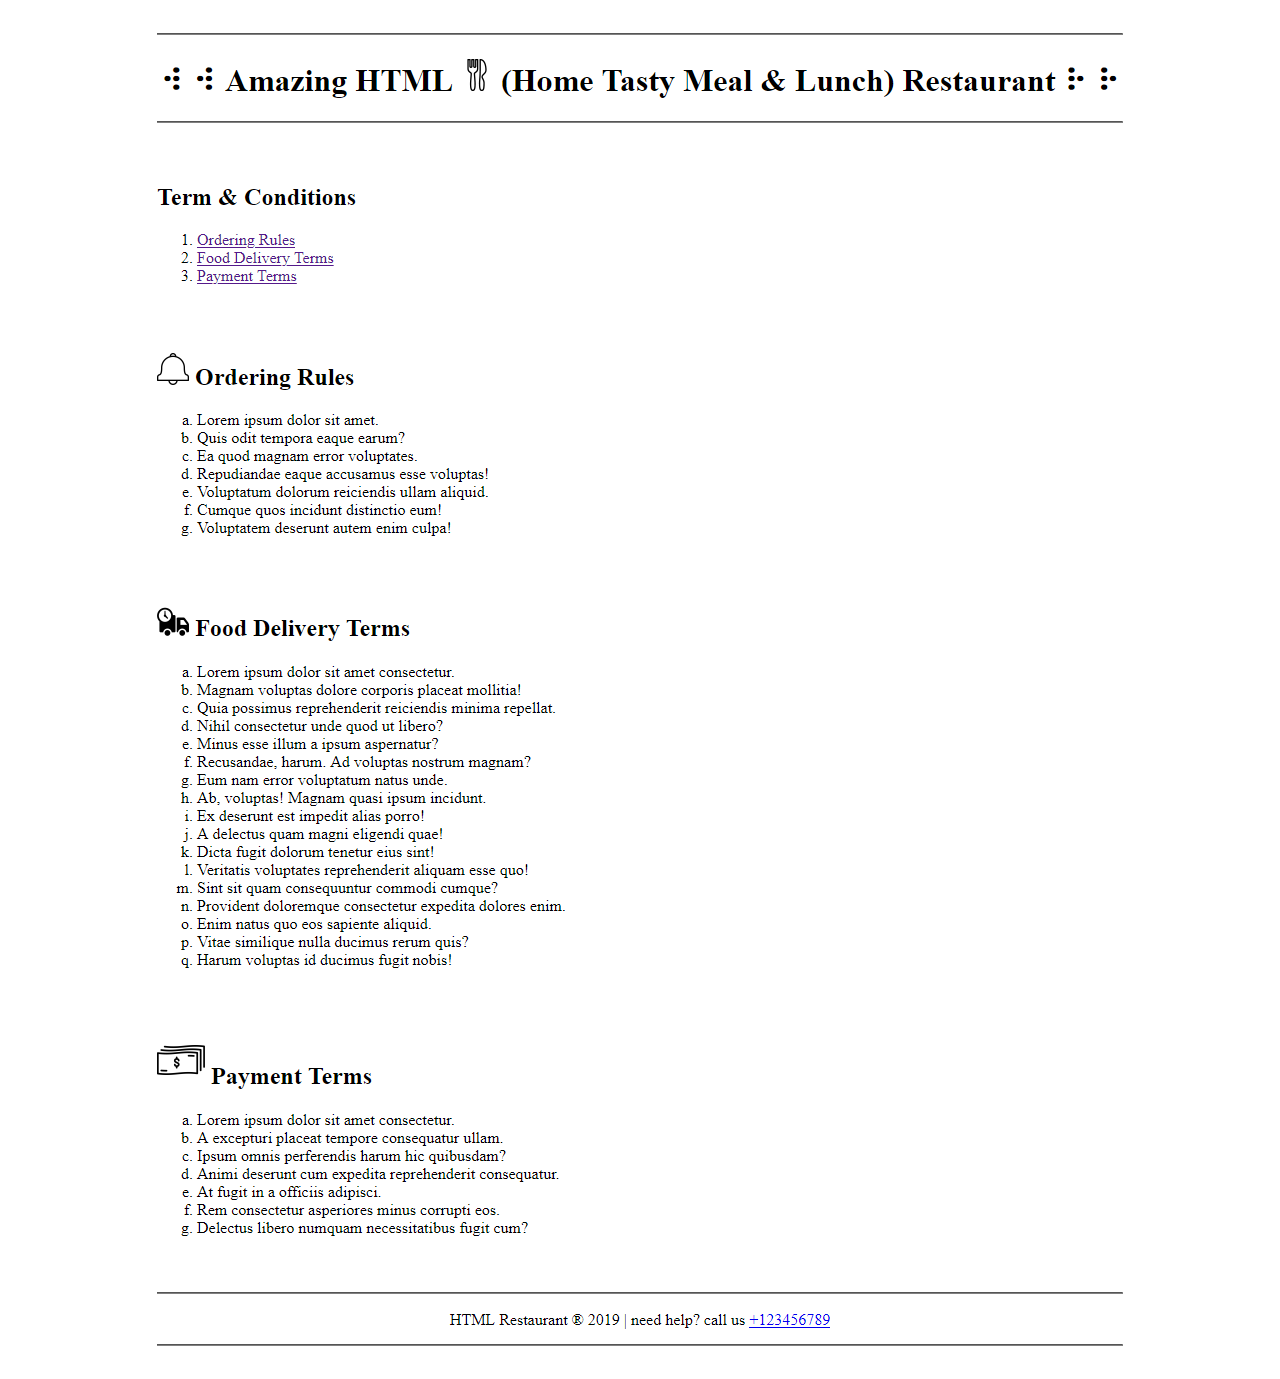 Amazing HTML (Home Tasty Meal & Lunch) Restaurant
Term & Conditions
1. Ordering Rules
2. Food Delivery Terms
3. Payment Terms
Ordering Rules
a. Lorem ipsum dolor sit amet.
b. Quis odit tempora eaque earum?
c. Ea quod magnam error voluptates.
d. Repudiandae eaque accusamus esse voluptas!
e. Voluptatum dolorum reiciendis ullam aliquid.
f. Cumque quos incidunt distinctio eum!
g. Voluptatem deserunt autem enim culpa!
Food Delivery Terms
a. Lorem ipsum dolor sit amet consectetur.
b. Magnam voluptas dolore corporis placeat mollitia!
c. Quia possimus reprehenderit reiciendis minima repellat.
d. Nihil consectetur unde quod ut libero?
e. Minus esse illum a ipsum aspernatur?
f. Recusandae, harum. Ad voluptas nostrum magnam?
g. Eum nam error voluptatum natus unde.
h. Ab, voluptas! Magnam quasi ipsum incidunt.
i. Ex deserunt est impedit alias porro!
j. A delectus quam magni eligendi quae!
k. Dicta fugit dolorum tenetur eius sint!
l. Veritatis voluptates reprehenderit aliquam esse quo!
m. Sint sit quam consequuntur commodi cumque?
n. Provident doloremque consectetur expedita dolores enim.
o. Enim natus quo eos sapiente aliquid.
p. Vitae similique nulla ducimus rerum quis?
q. Harum voluptas id ducimus fugit nobis!
$ Payment Terms
a. Lorem ipsum dolor sit amet consectetur.
b. A excepturi placeat tempore consequatur ullam.
c. Ipsum omnis perferendis harum hic quibusdam?
d. Animi deserunt cum expedita reprehenderit consequatur.
e. At fugit in a officiis adipisci.
f. Rem consectetur asperiores minus corrupti eos.
g. Delectus libero numquam necessitatibus fugit cum?
HTML Restaurant ® 2019 | need help? call us +123456789